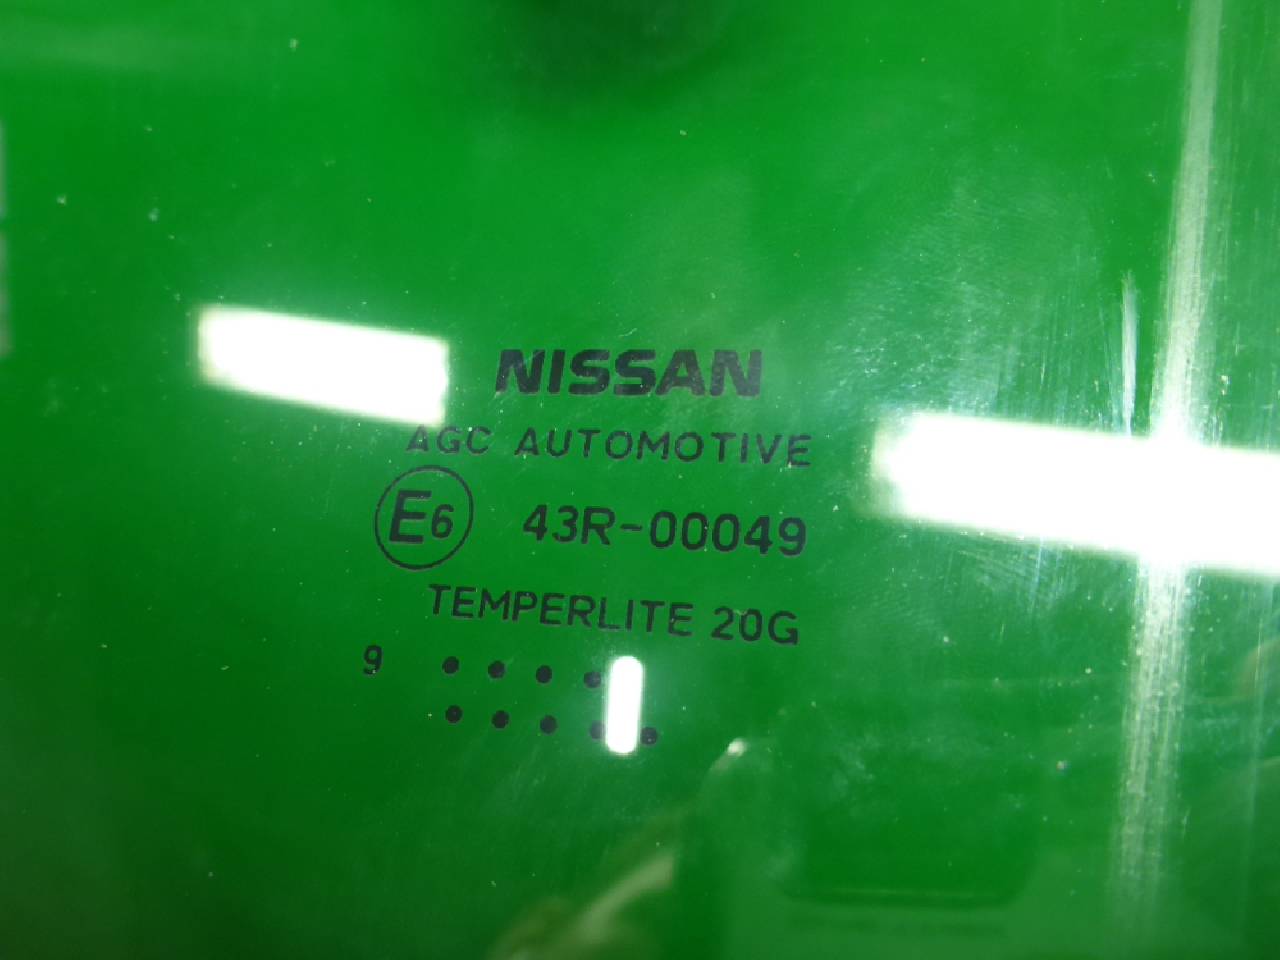 NISSAN
AGC AUTOMOTIVE
E6 43R-00049
TEMPERLITE 20G
9